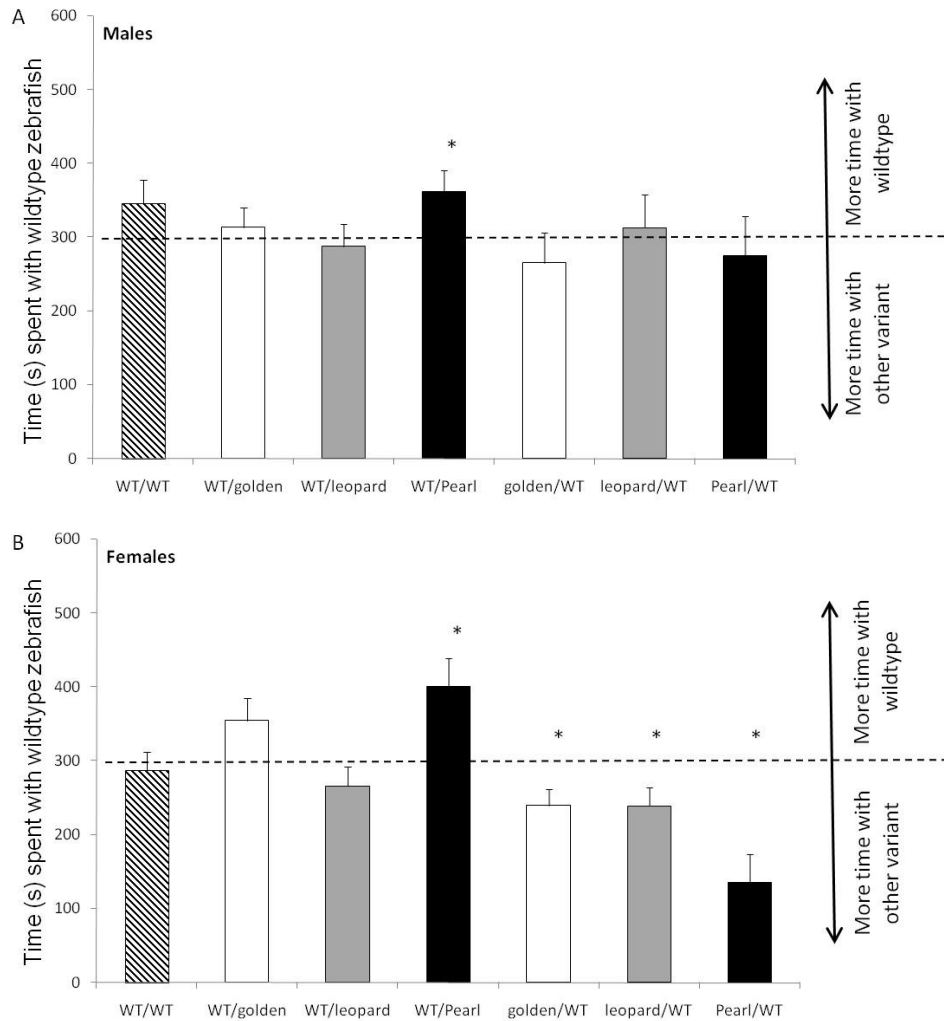 A
Males
Time (s) spent with wildtype zebrafish
600
500
400
300
200
100
0
*
WT/WT WT/golden WT/leopard WT/Pearl golden/WT leopard/WT Pearl/WT
More time with
wildtype
More time with
other variant
B
Females
Time (s) spent with wildtype zebrafish
600
500
400
300
200
100
0
*
* * *
WT/WT WT/golden WT/leopard WT/Pearl golden/WT leopard/WT Pearl/WT
More time with
wildtype
More time with
other variant